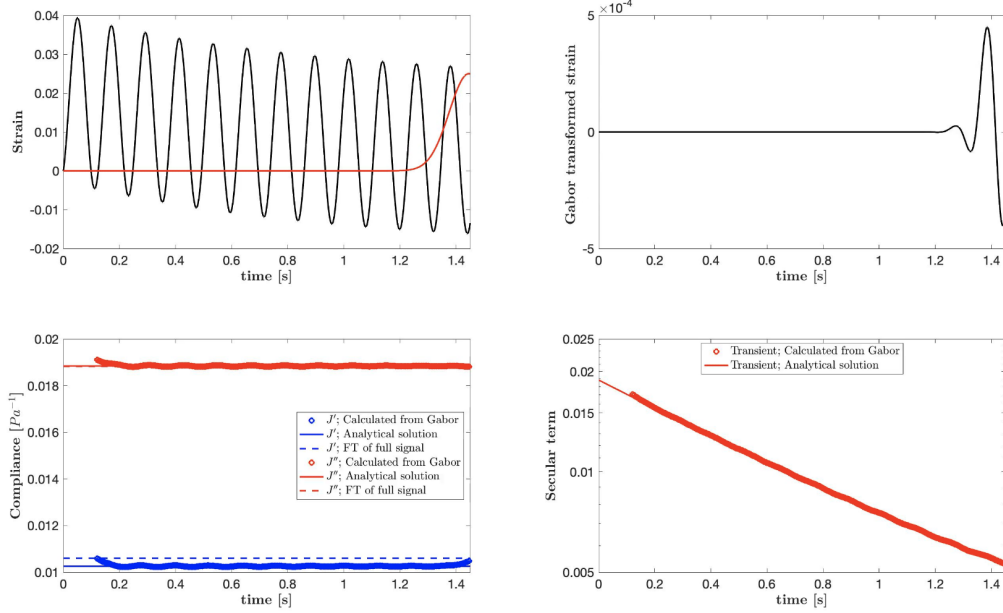 0.04
0.03
0.02
0.01
0
-0.01
-0.02
Strain
0 0.2 0.4 0.6 0.8 1 1.2 1.4
time [s]
5 ×10⁻⁴
0
-5
Gabor transformed strain
0 0.2 0.4 0.6 0.8 1 1.2 1.4
time [s]
0.02
0.018
0.016
0.014
0.012
0.01
Compliance [Pa⁻¹]
J′; Calculated from Gabor
J′; Analytical solution
J′; FT of full signal
J″; Calculated from Gabor
J″; Analytical solution
J″; FT of full signal
0 0.2 0.4 0.6 0.8 1 1.2 1.4
time [s]
0.025
0.02
0.015
0.01
0.005
Secular term
Transient; Calculated from Gabor
Transient; Analytical solution
0 0.2 0.4 0.6 0.8 1 1.2 1.4
time [s]